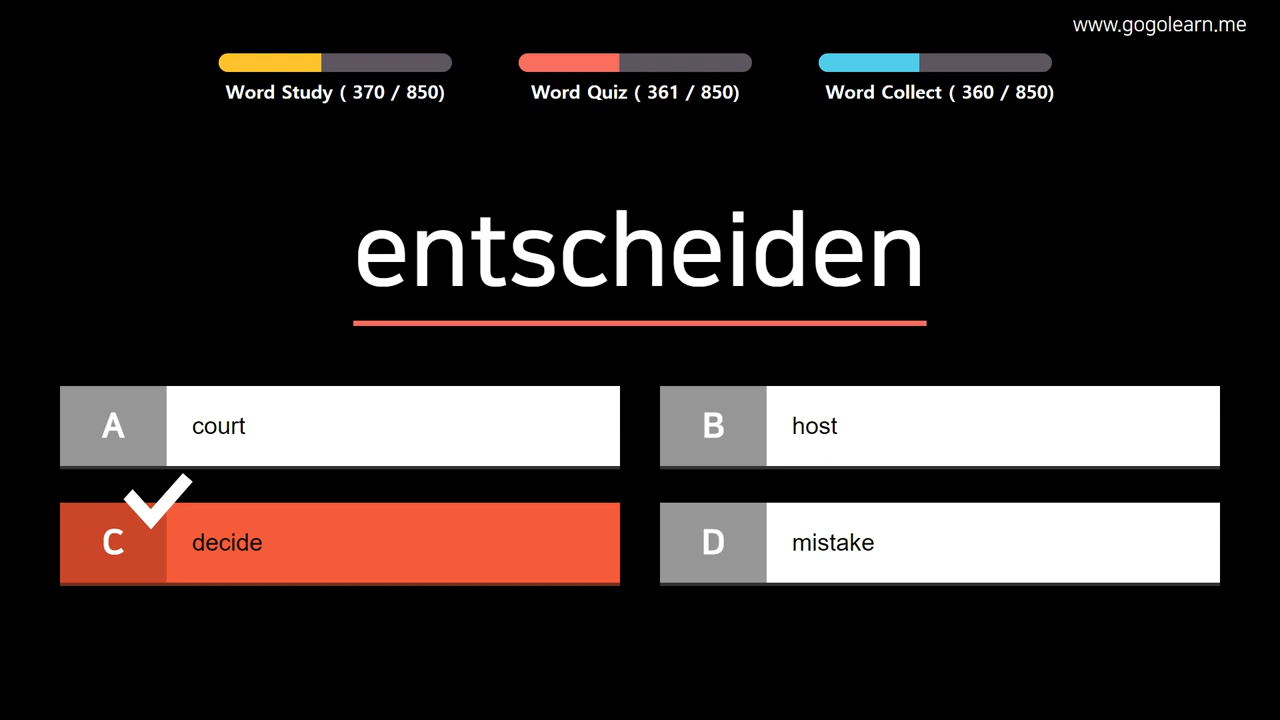 www.gogolearn.me
Word Study ( 370 / 850)
Word Quiz ( 361 / 850)
Word Collect ( 360 / 850)
entscheiden
A court
B host
C decide
D mistake